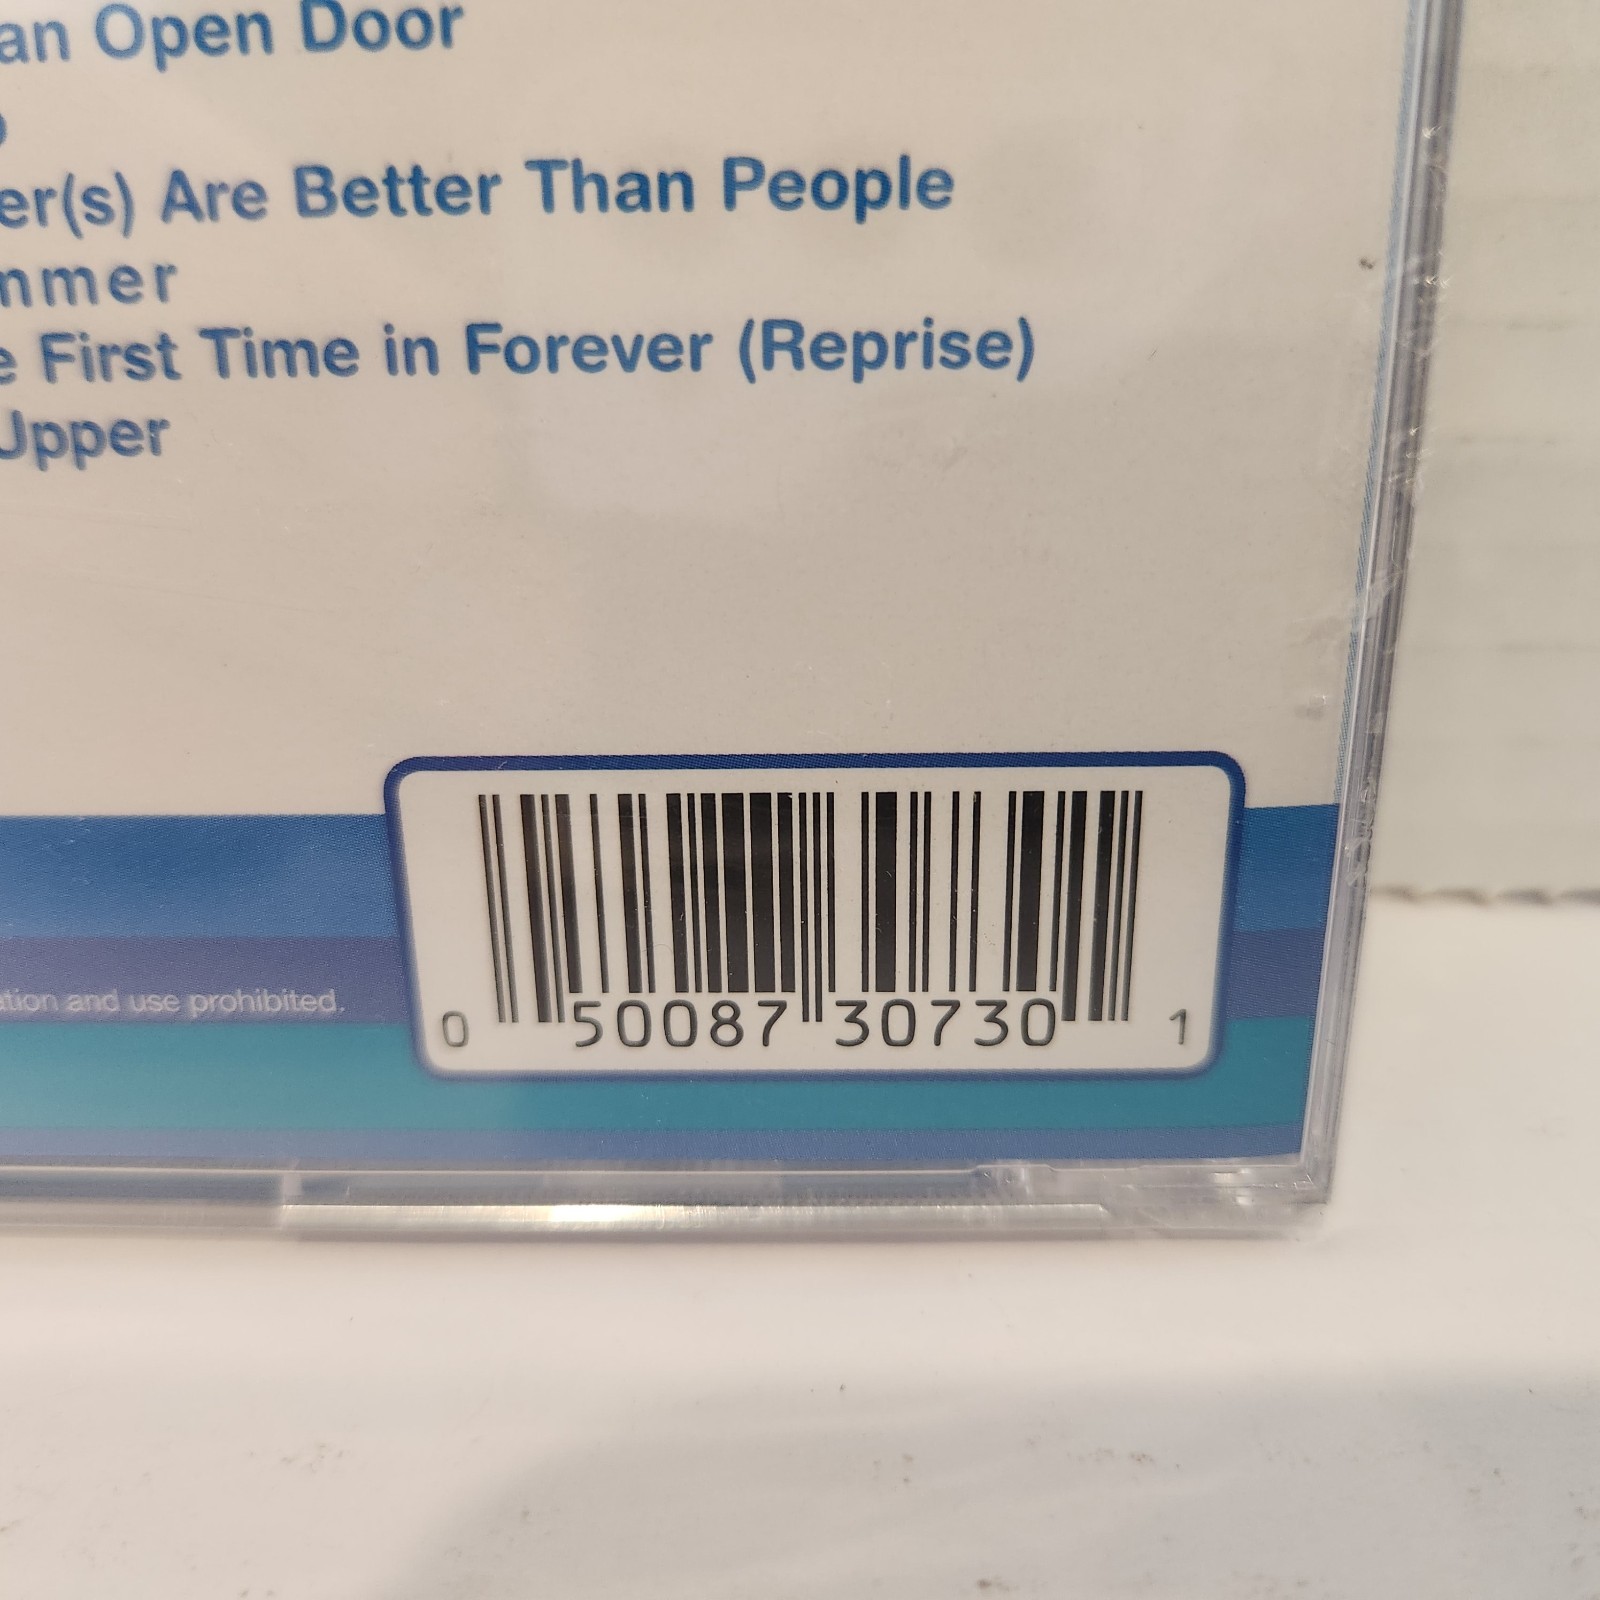 an Open Door
er(s) Are Better Than People
mmer
e First Time in Forever (Reprise)
Upper
ation and use prohibited.
0 50087 30730 1